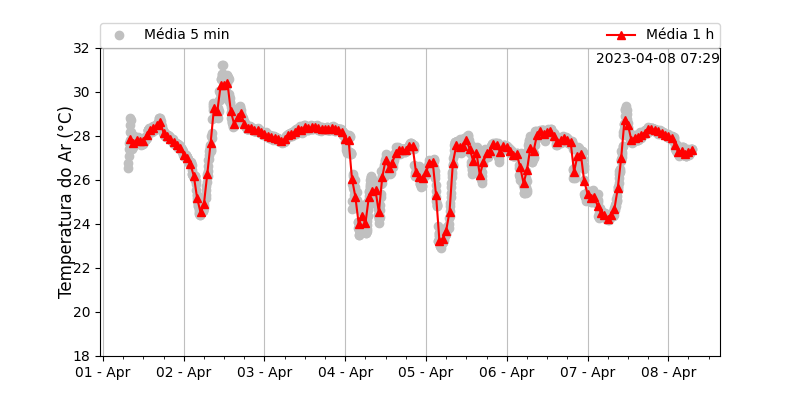 Média 5 min
Média 1 h
2023-04-08 07:29
Temperatura do Ar (°C)
32
30
28
26
24
22
20
18
01 - Apr
02 - Apr
03 - Apr
04 - Apr
05 - Apr
06 - Apr
07 - Apr
08 - Apr